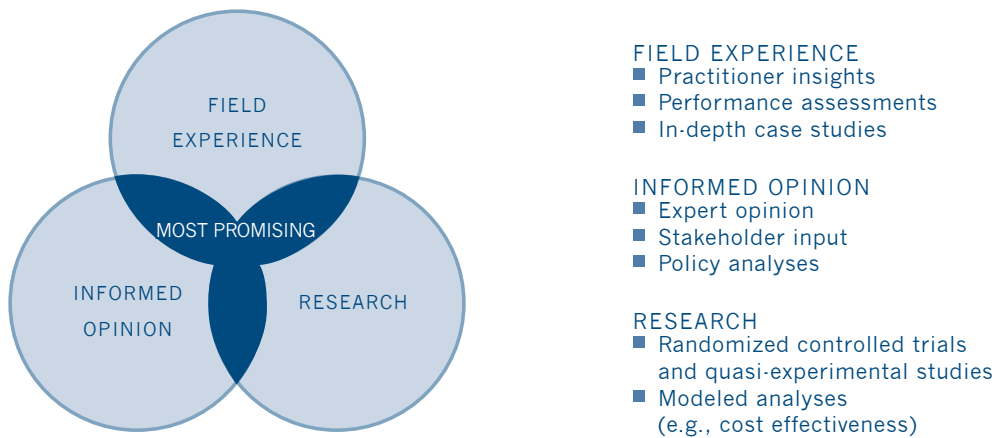 FIELD
EXPERIENCE
MOST PROMISING
INFORMED
OPINION
RESEARCH
FIELD EXPERIENCE
Practitioner insights
Performance assessments
In-depth case studies
INFORMED OPINION
Expert opinion
Stakeholder input
Policy analyses
RESEARCH
Randomized controlled trials
and quasi-experimental studies
Modeled analyses
(e.g., cost effectiveness)